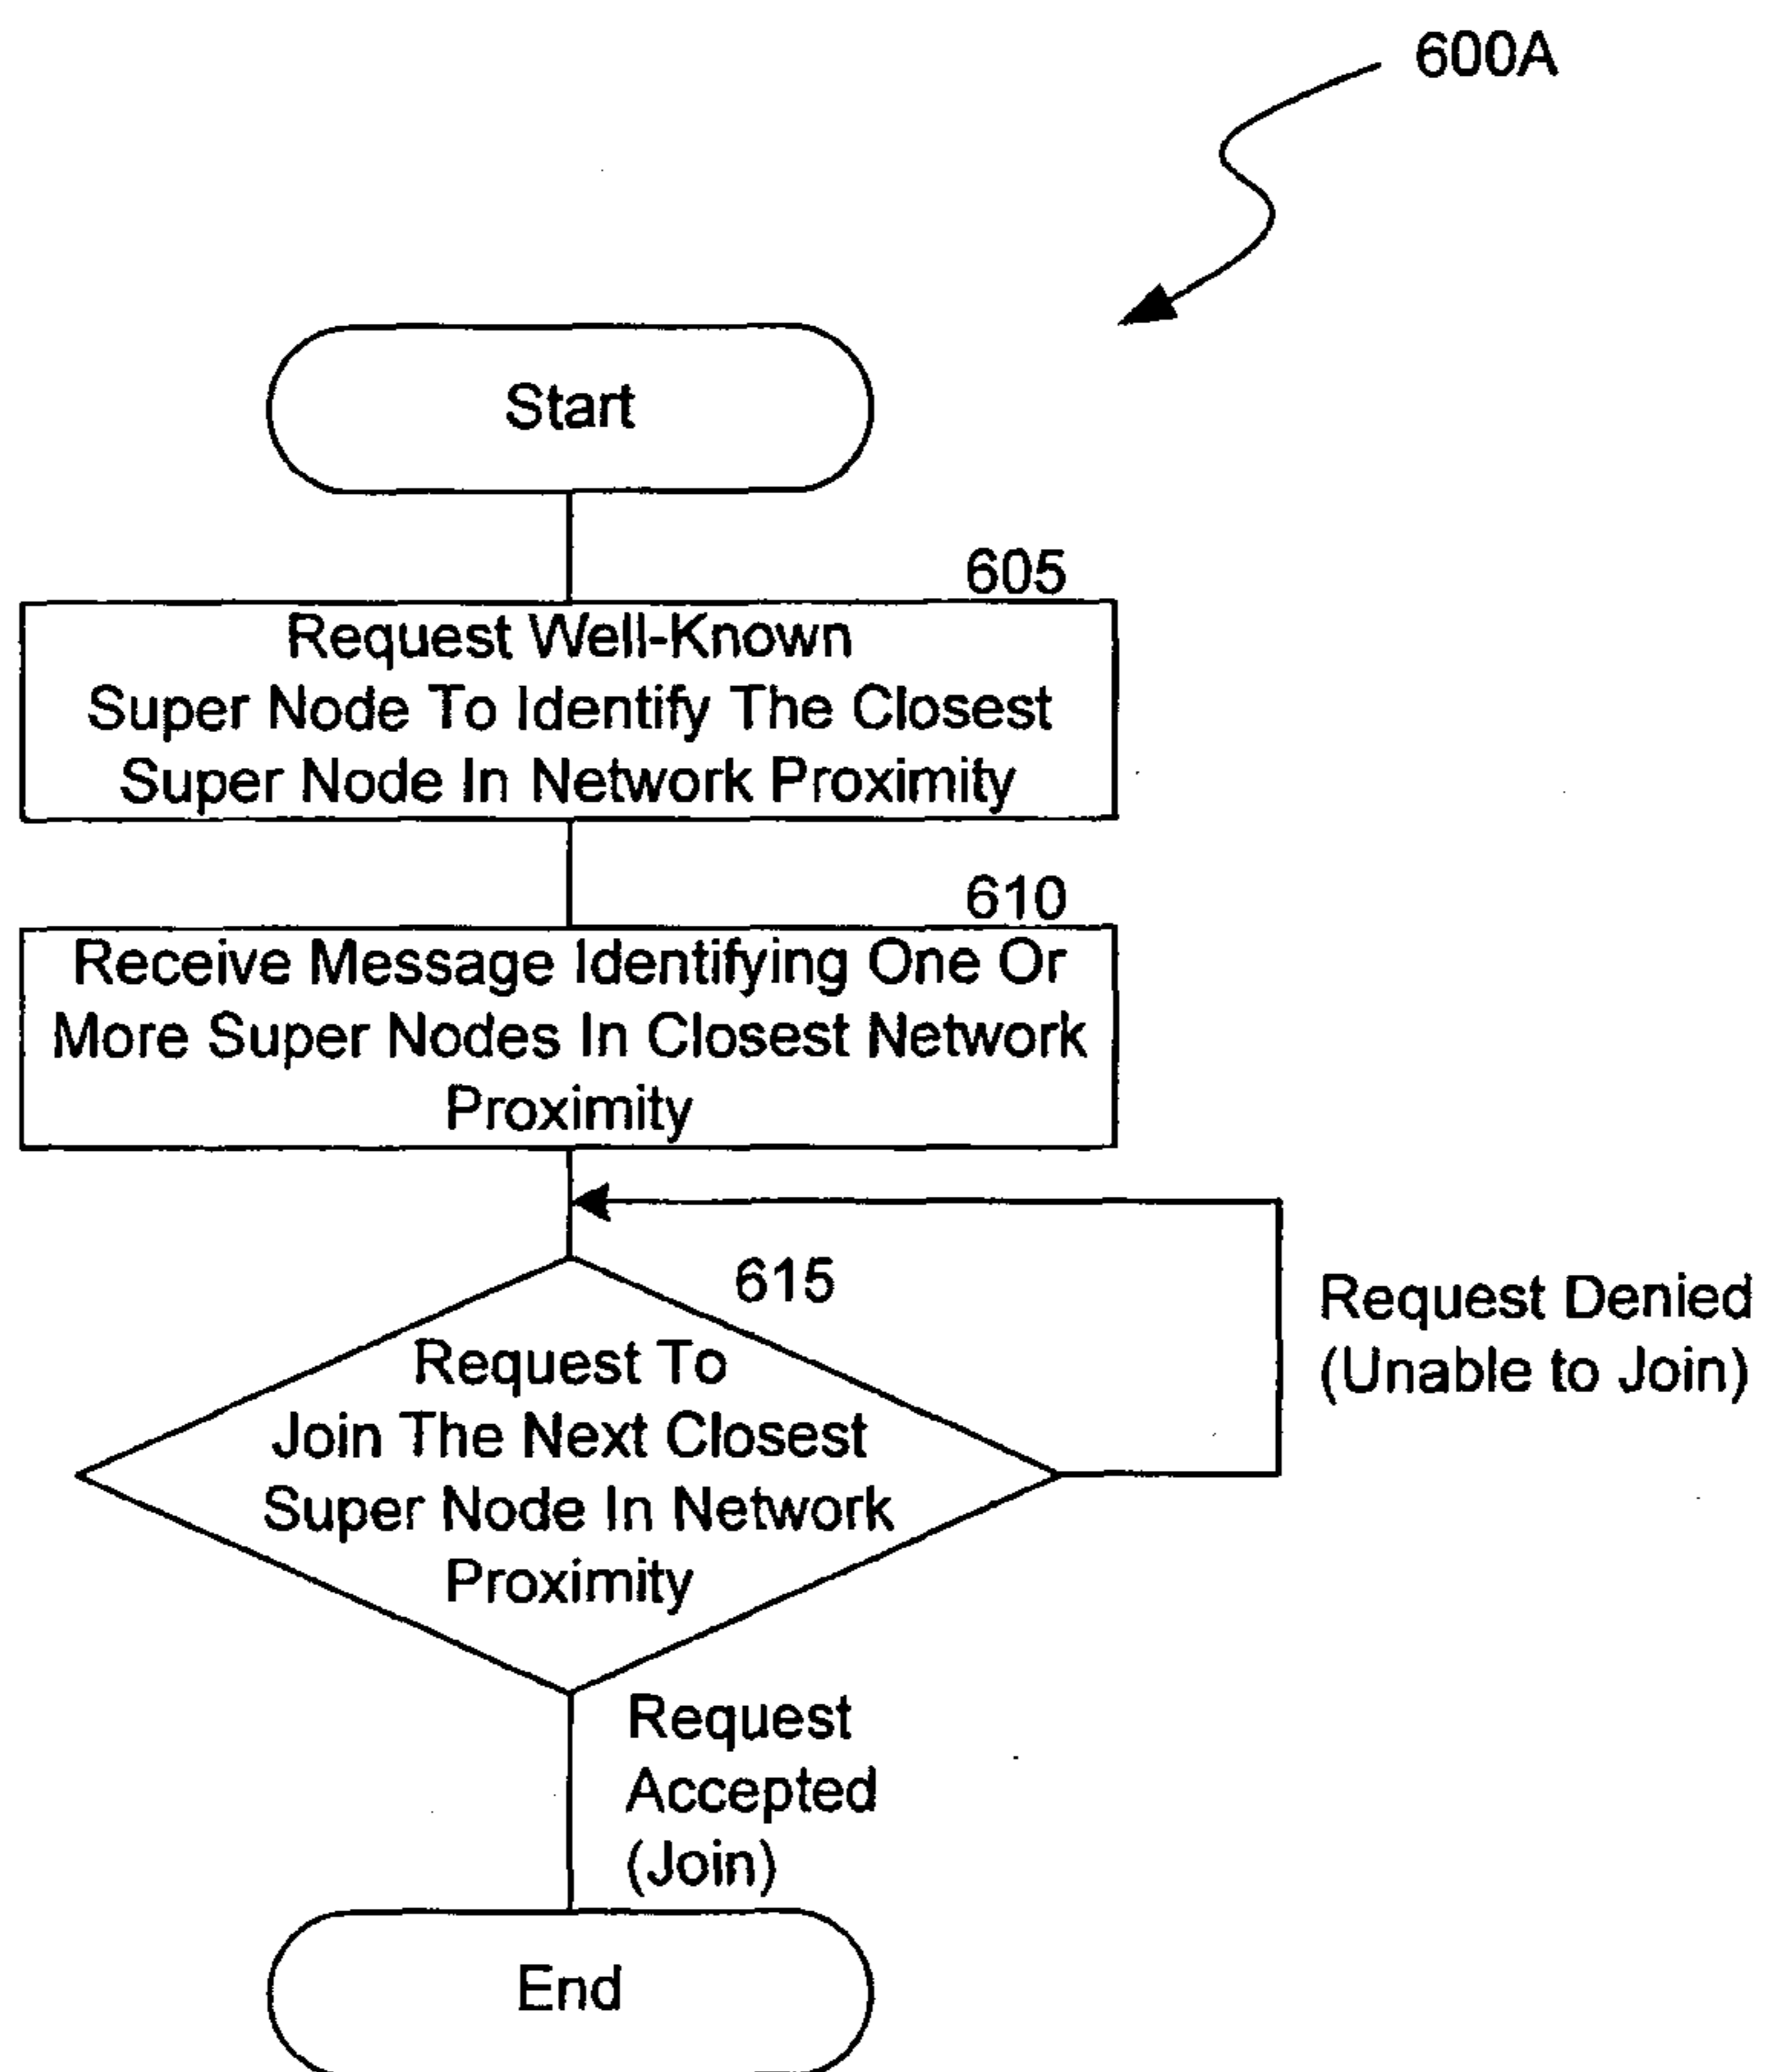 600A
Start
605
Request Well-Known
Super Node To Identify The Closest
Super Node In Network Proximity
610
Receive Message Identifying One Or
More Super Nodes In Closest Network
Proximity
615
Request To
Join The Next Closest
Super Node In Network
Proximity
Request Denied
(Unable to Join)
Request
Accepted
(Join)
End